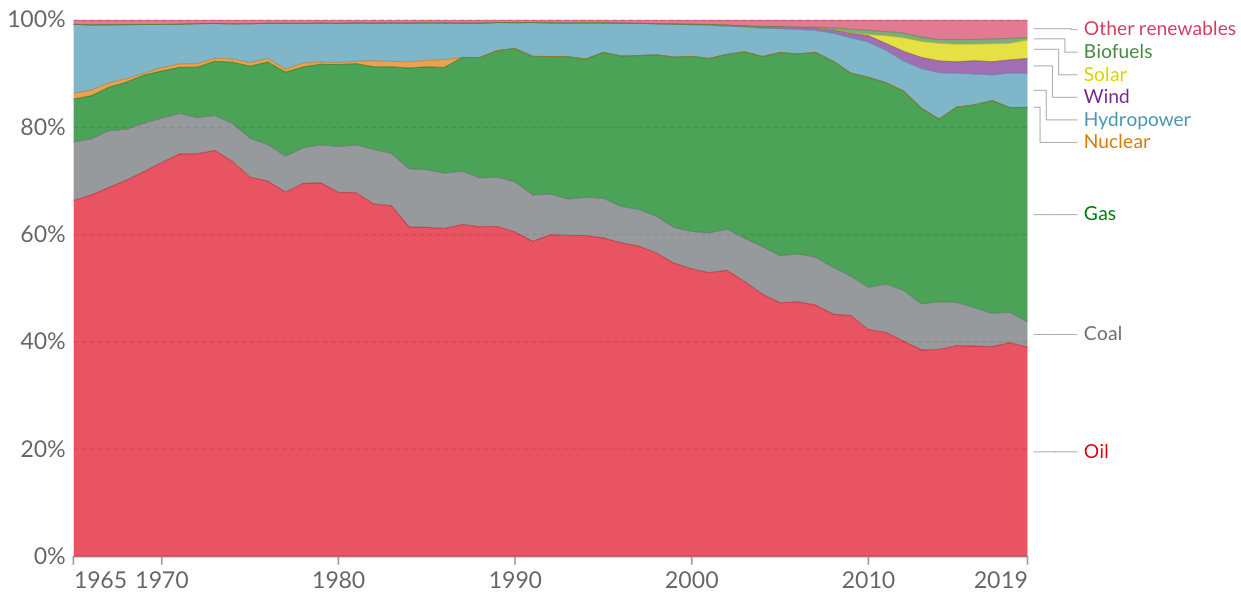 100%
80%
60%
40%
20%
0%
1965 1970 1980 1990 2000 2010 2019
Other renewables
Biofuels
Solar
Wind
Hydropower
Nuclear
Gas
Coal
Oil